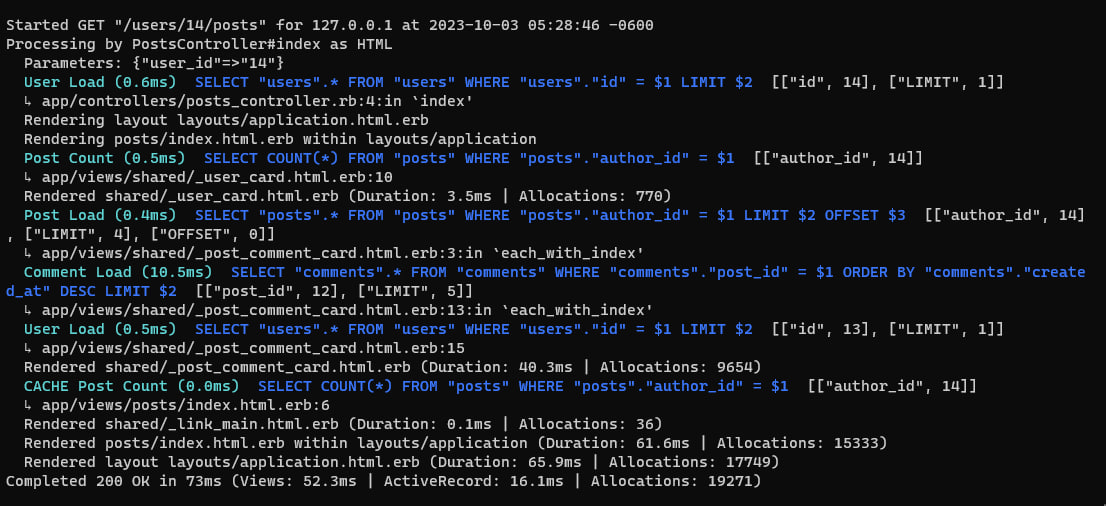 Started GET "/users/14/posts" for 127.0.0.1 at 2023-10-03 05:28:46 -0600
Processing by PostsController#index as HTML
  Parameters: {"user_id"=>"14"}
  User Load (0.6ms)  SELECT "users".* FROM "users" WHERE "users"."id" = $1 LIMIT $2  [["id", 14], ["LIMIT", 1]]
  ↳ app/controllers/posts_controller.rb:4:in `index'
  Rendering layout layouts/application.html.erb
  Rendering posts/index.html.erb within layouts/application
  Post Count (0.5ms)  SELECT COUNT(*) FROM "posts" WHERE "posts"."author_id" = $1  [["author_id", 14]]
  ↳ app/views/shared/_user_card.html.erb:10
  Rendered shared/_user_card.html.erb (Duration: 3.5ms | Allocations: 770)
  Post Load (0.4ms)  SELECT "posts".* FROM "posts" WHERE "posts"."author_id" = $1 LIMIT $2 OFFSET $3  [["author_id", 14]
, ["LIMIT", 4], ["OFFSET", 0]]
  ↳ app/views/shared/_post_comment_card.html.erb:3:in `each_with_index'
  Comment Load (10.5ms)  SELECT "comments".* FROM "comments" WHERE "comments"."post_id" = $1 ORDER BY "comments"."create
d_at" DESC LIMIT $2  [["post_id", 12], ["LIMIT", 5]]
  ↳ app/views/shared/_post_comment_card.html.erb:13:in `each_with_index'
  User Load (0.5ms)  SELECT "users".* FROM "users" WHERE "users"."id" = $1 LIMIT $2  [["id", 13], ["LIMIT", 1]]
  ↳ app/views/shared/_post_comment_card.html.erb:15
  Rendered shared/_post_comment_card.html.erb (Duration: 40.3ms | Allocations: 9654)
  CACHE Post Count (0.0ms)  SELECT COUNT(*) FROM "posts" WHERE "posts"."author_id" = $1  [["author_id", 14]]
  ↳ app/views/posts/index.html.erb:6
  Rendered shared/_link_main.html.erb (Duration: 0.1ms | Allocations: 36)
  Rendered posts/index.html.erb within layouts/application (Duration: 61.6ms | Allocations: 15333)
  Rendered layout layouts/application.html.erb (Duration: 65.9ms | Allocations: 17749)
Completed 200 OK in 73ms (Views: 52.3ms | ActiveRecord: 16.1ms | Allocations: 19271)